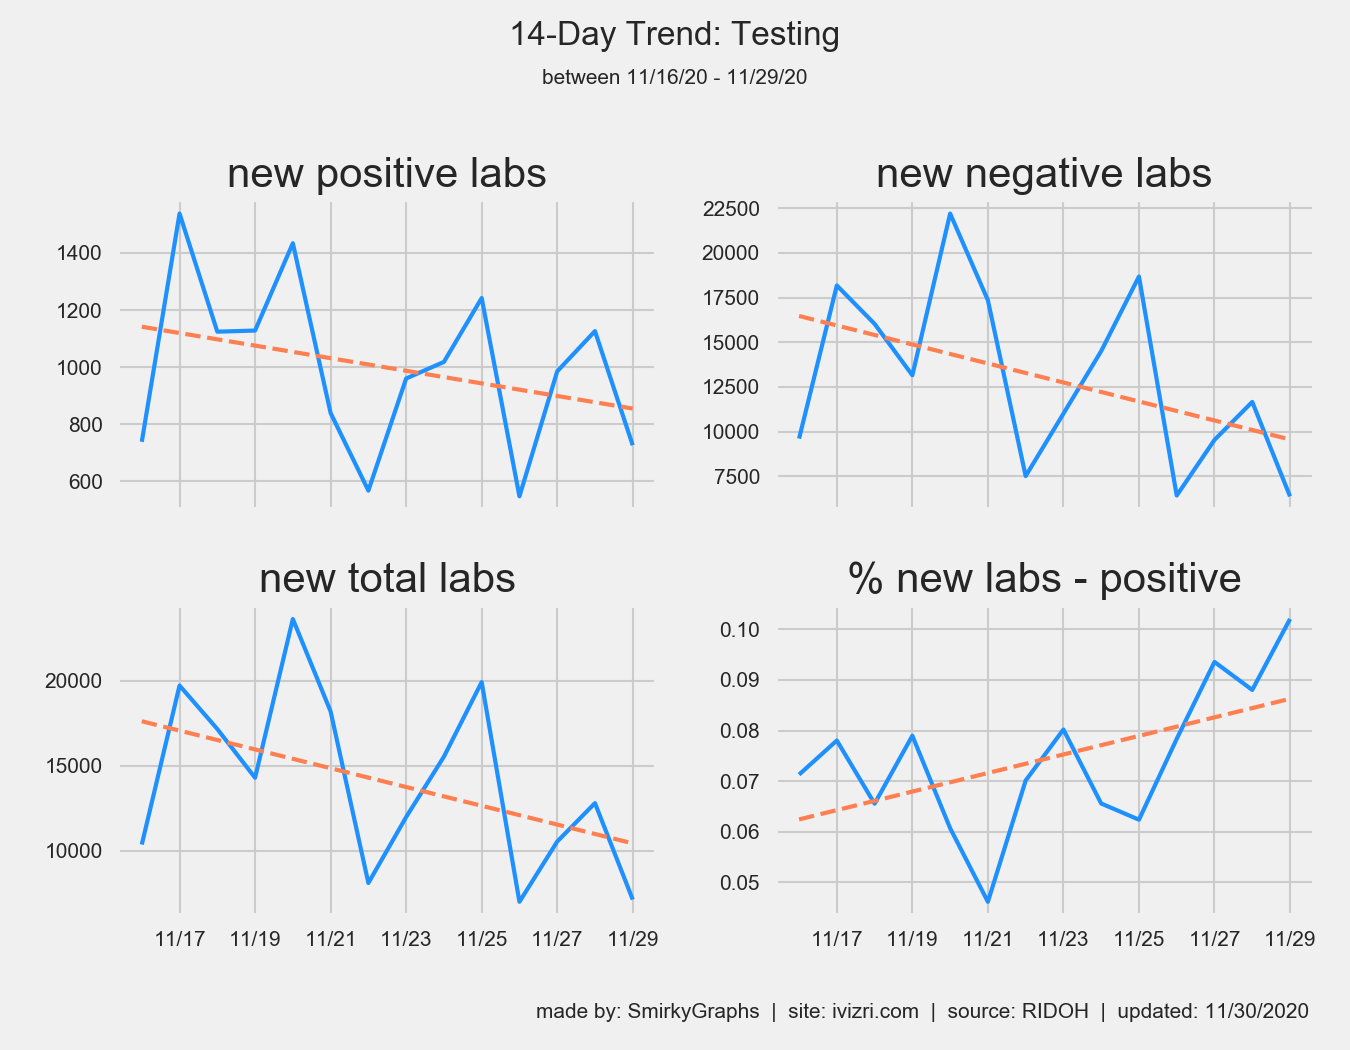 14-Day Trend: Testing
between 11/16/20 - 11/29/20
new positive labs
1400
1200
1000
800
600
new negative labs
22500
20000
17500
15000
12500
10000
7500
new total labs
20000
15000
10000
11/17 11/19 11/21 11/23 11/25 11/27 11/29
% new labs - positive
0.10
0.09
0.08
0.07
0.06
0.05
11/17 11/19 11/21 11/23 11/25 11/27 11/29
made by: SmirkyGraphs | site: ivizri.com | source: RIDOH | updated: 11/30/2020